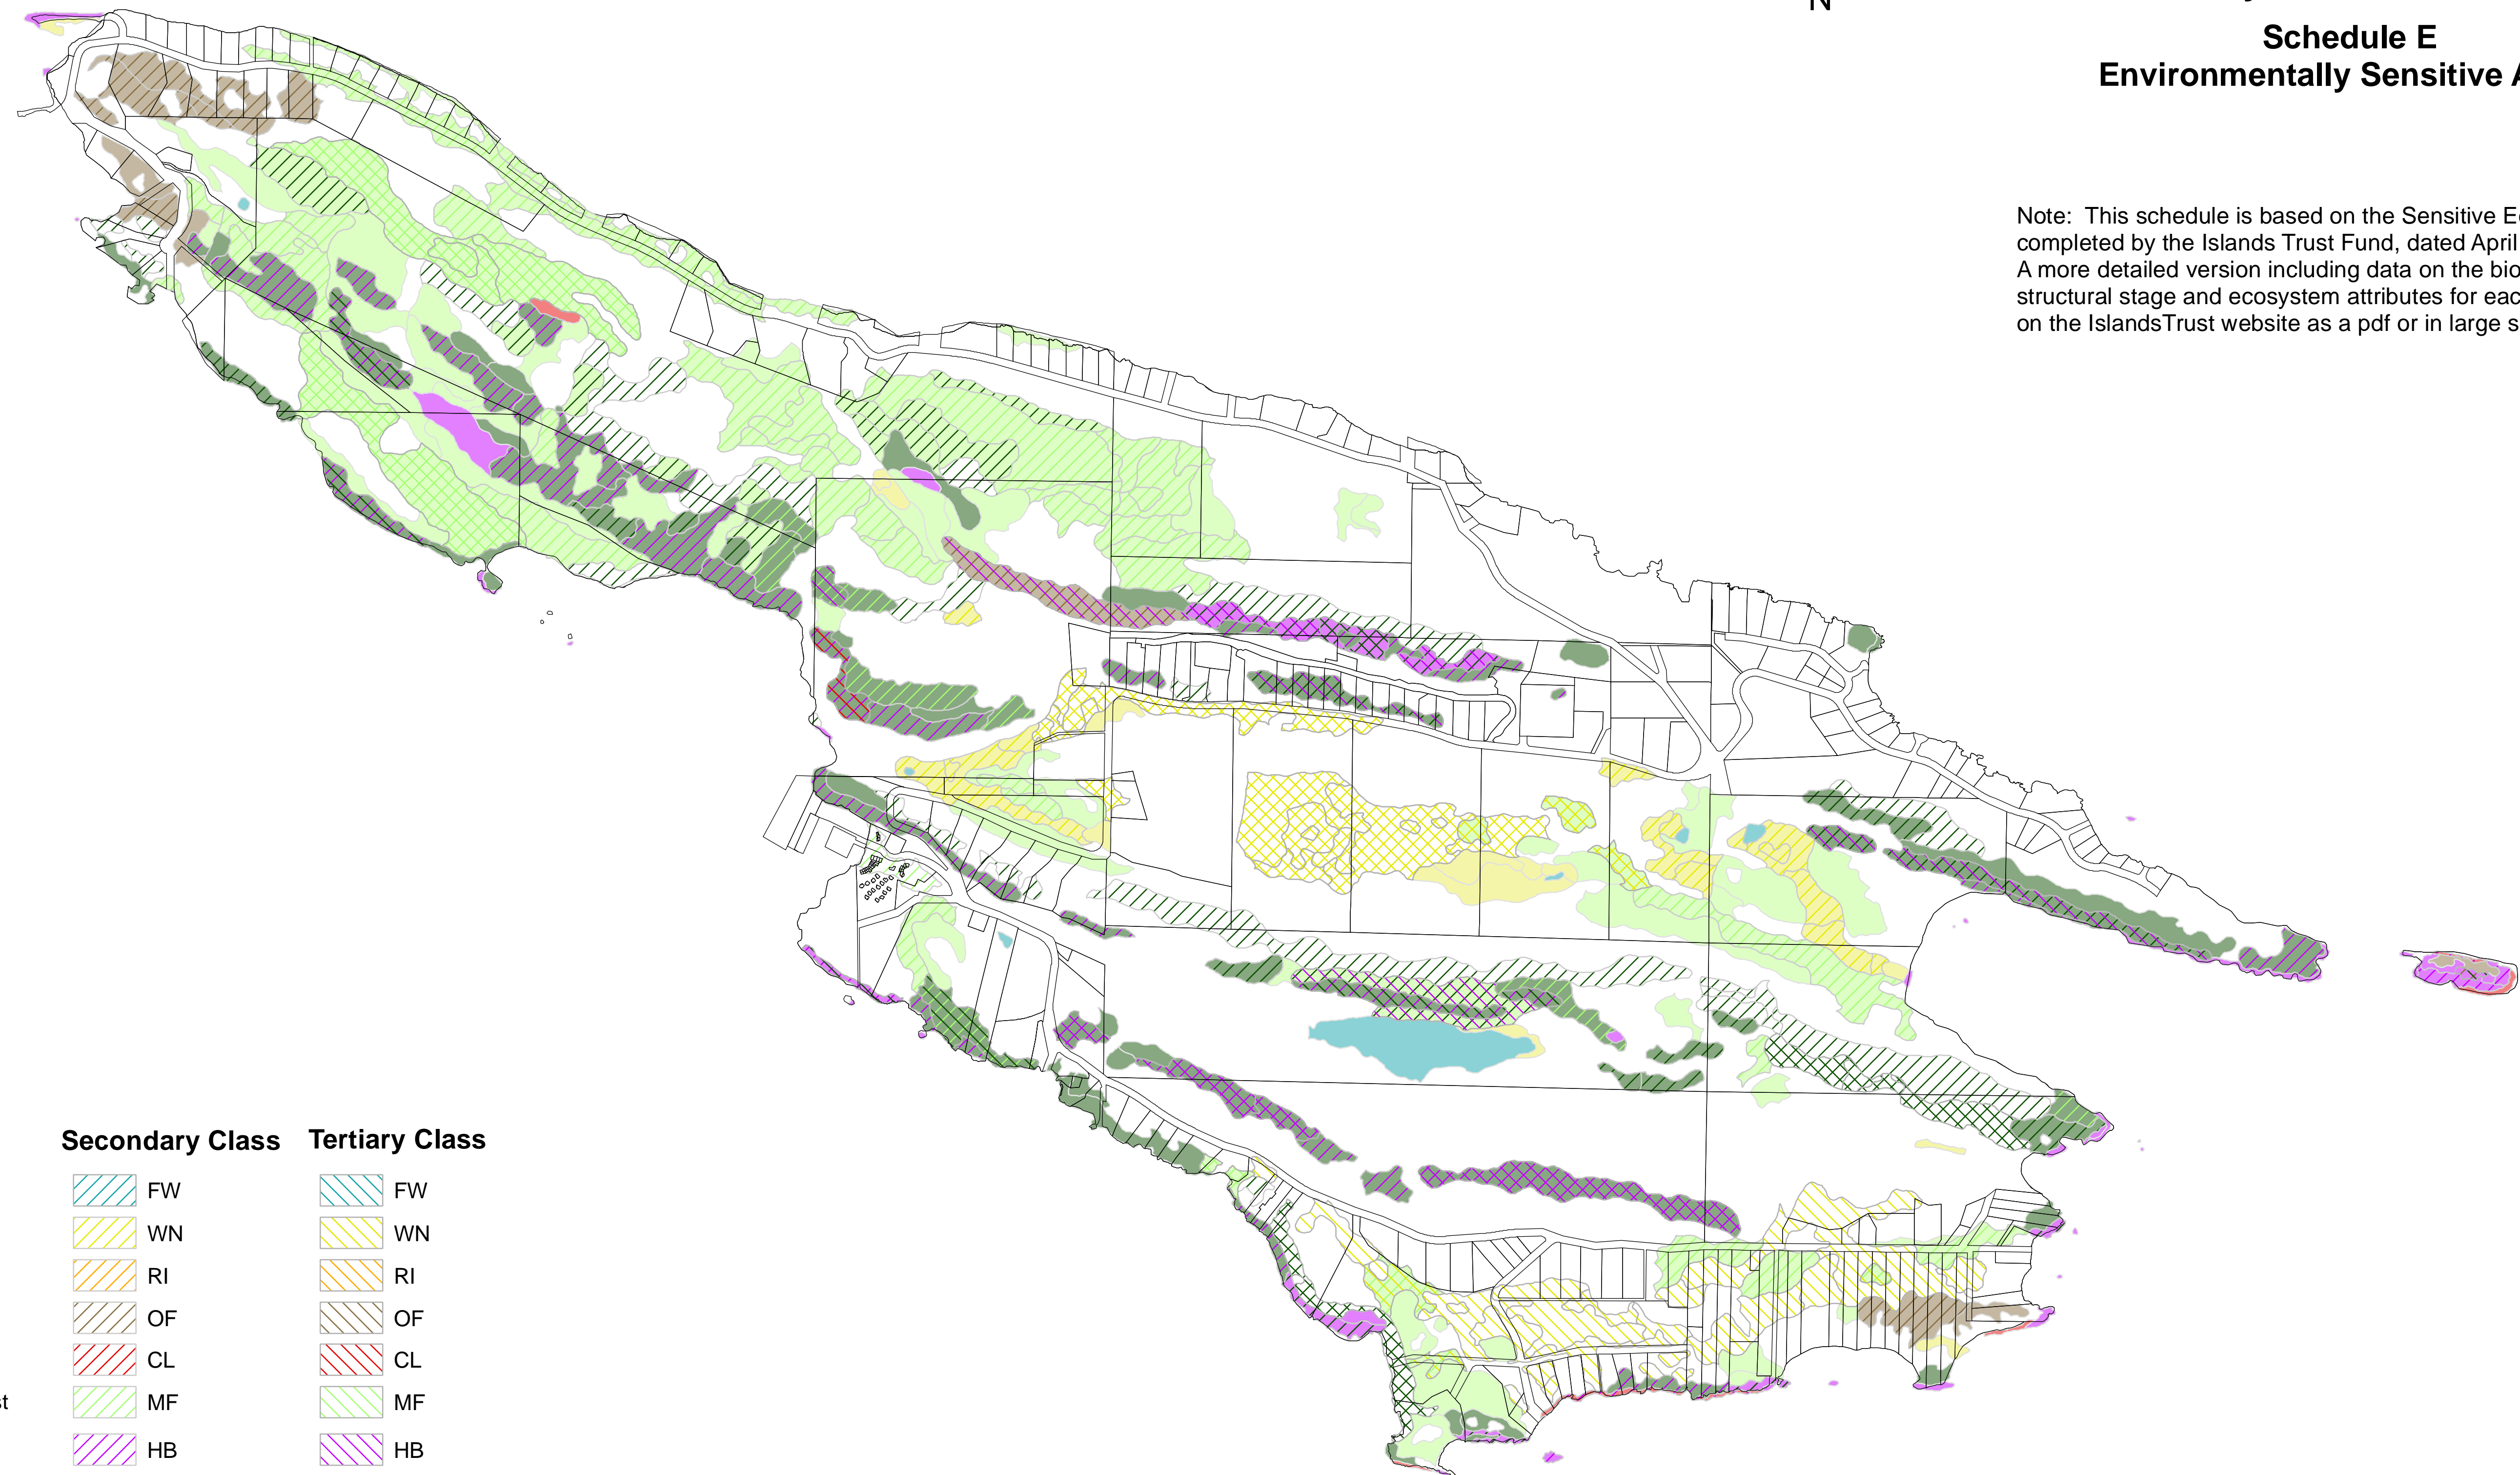 N
Schedule E
Environmentally Sensitive
Note: This schedule is based on the Sensitive
completed by the Islands Trust Fund, dated April
A more detailed version including data on the
structural stage and ecosystem attributes for
on the IslandsTrust website as a pdf or in large
Secondary Class Tertiary Class
FW FW
WN WN
RI RI
OF OF
CL CL
MF MF
HB HB